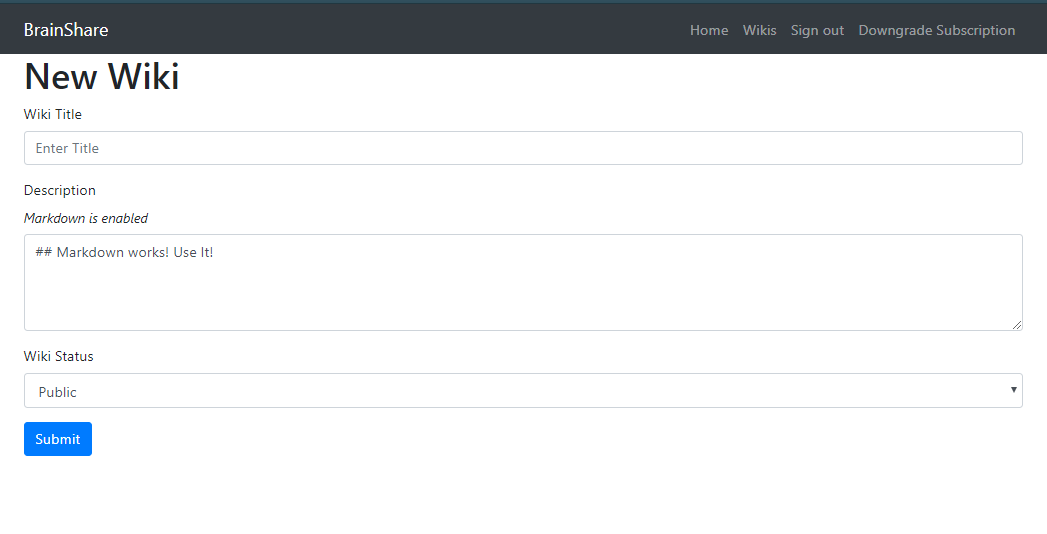 BrainShare Home Wikis Sign out Downgrade Subscription
New Wiki
Wiki Title
Enter Title
Description
Markdown is enabled
## Markdown works! Use It!
Wiki Status
Public
Submit